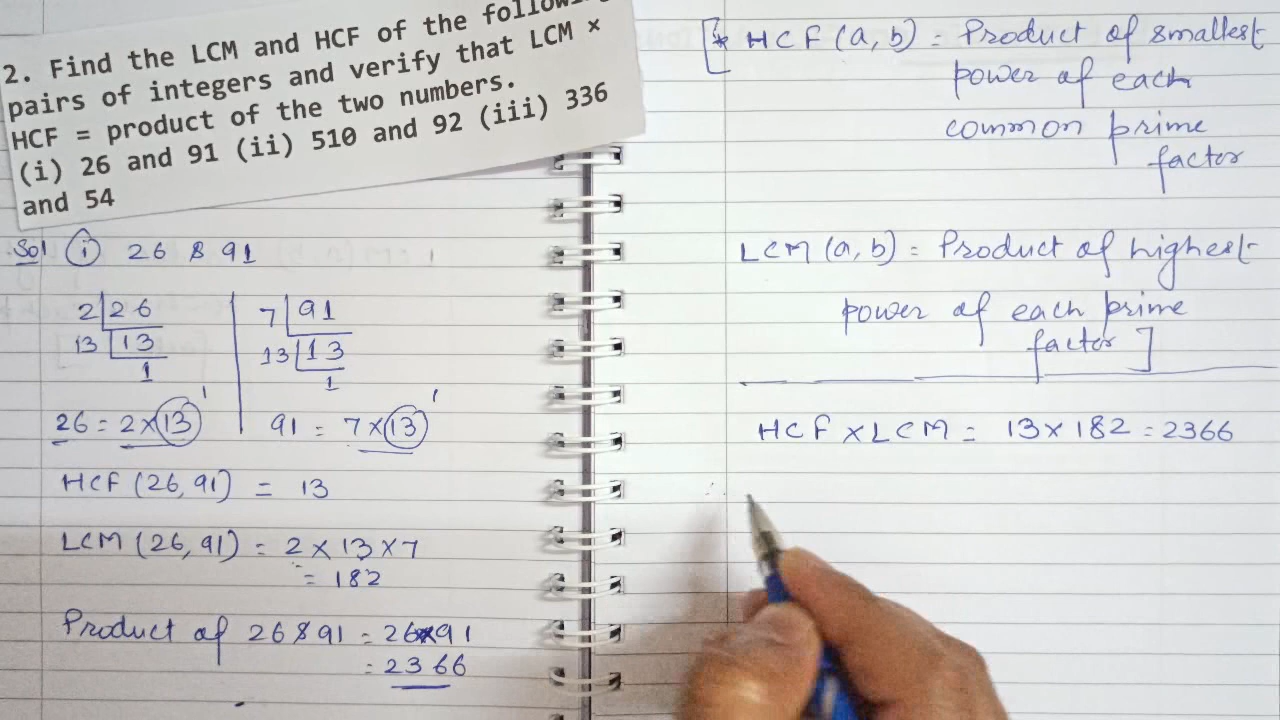 2. Find the LCM and HCF of the
pairs of integers and verify that LCM ×
HCF = product of the two numbers.
(i) 26 and 91 (ii) 510 and 92 (iii) 336
and 54
Sol (i) 26 & 91
2 | 26
13 | 13
1
7 | 91
13 | 13
1
26 = 2 × 13¹
91 = 7 × 13¹
HCF (26, 91) = 13
LCM (26, 91) = 2 × 13 × 7
= 182
Product of 26 & 91 = 26 × 91
= 2366
[* HCF (a, b) = Product of smallest
power of each
common prime
factor
LCM (a, b) = Product of highest
power of each prime
factor ]
HCF × LCM = 13 × 182 = 2366